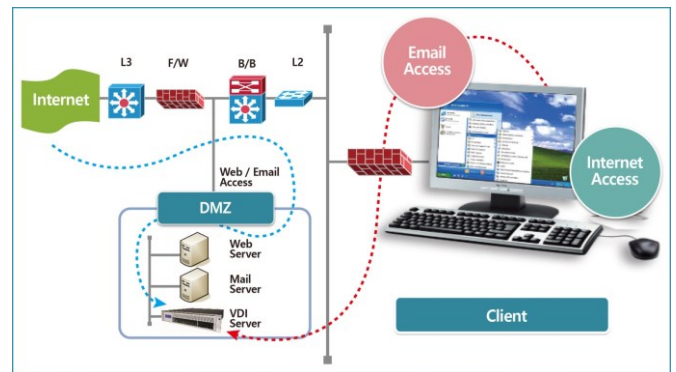 L3
F/W
B/B
L2
Internet
Web / Email
Access
DMZ
Web
Server
Mail
Server
VDI
Server
Email
Access
Internet
Access
Client